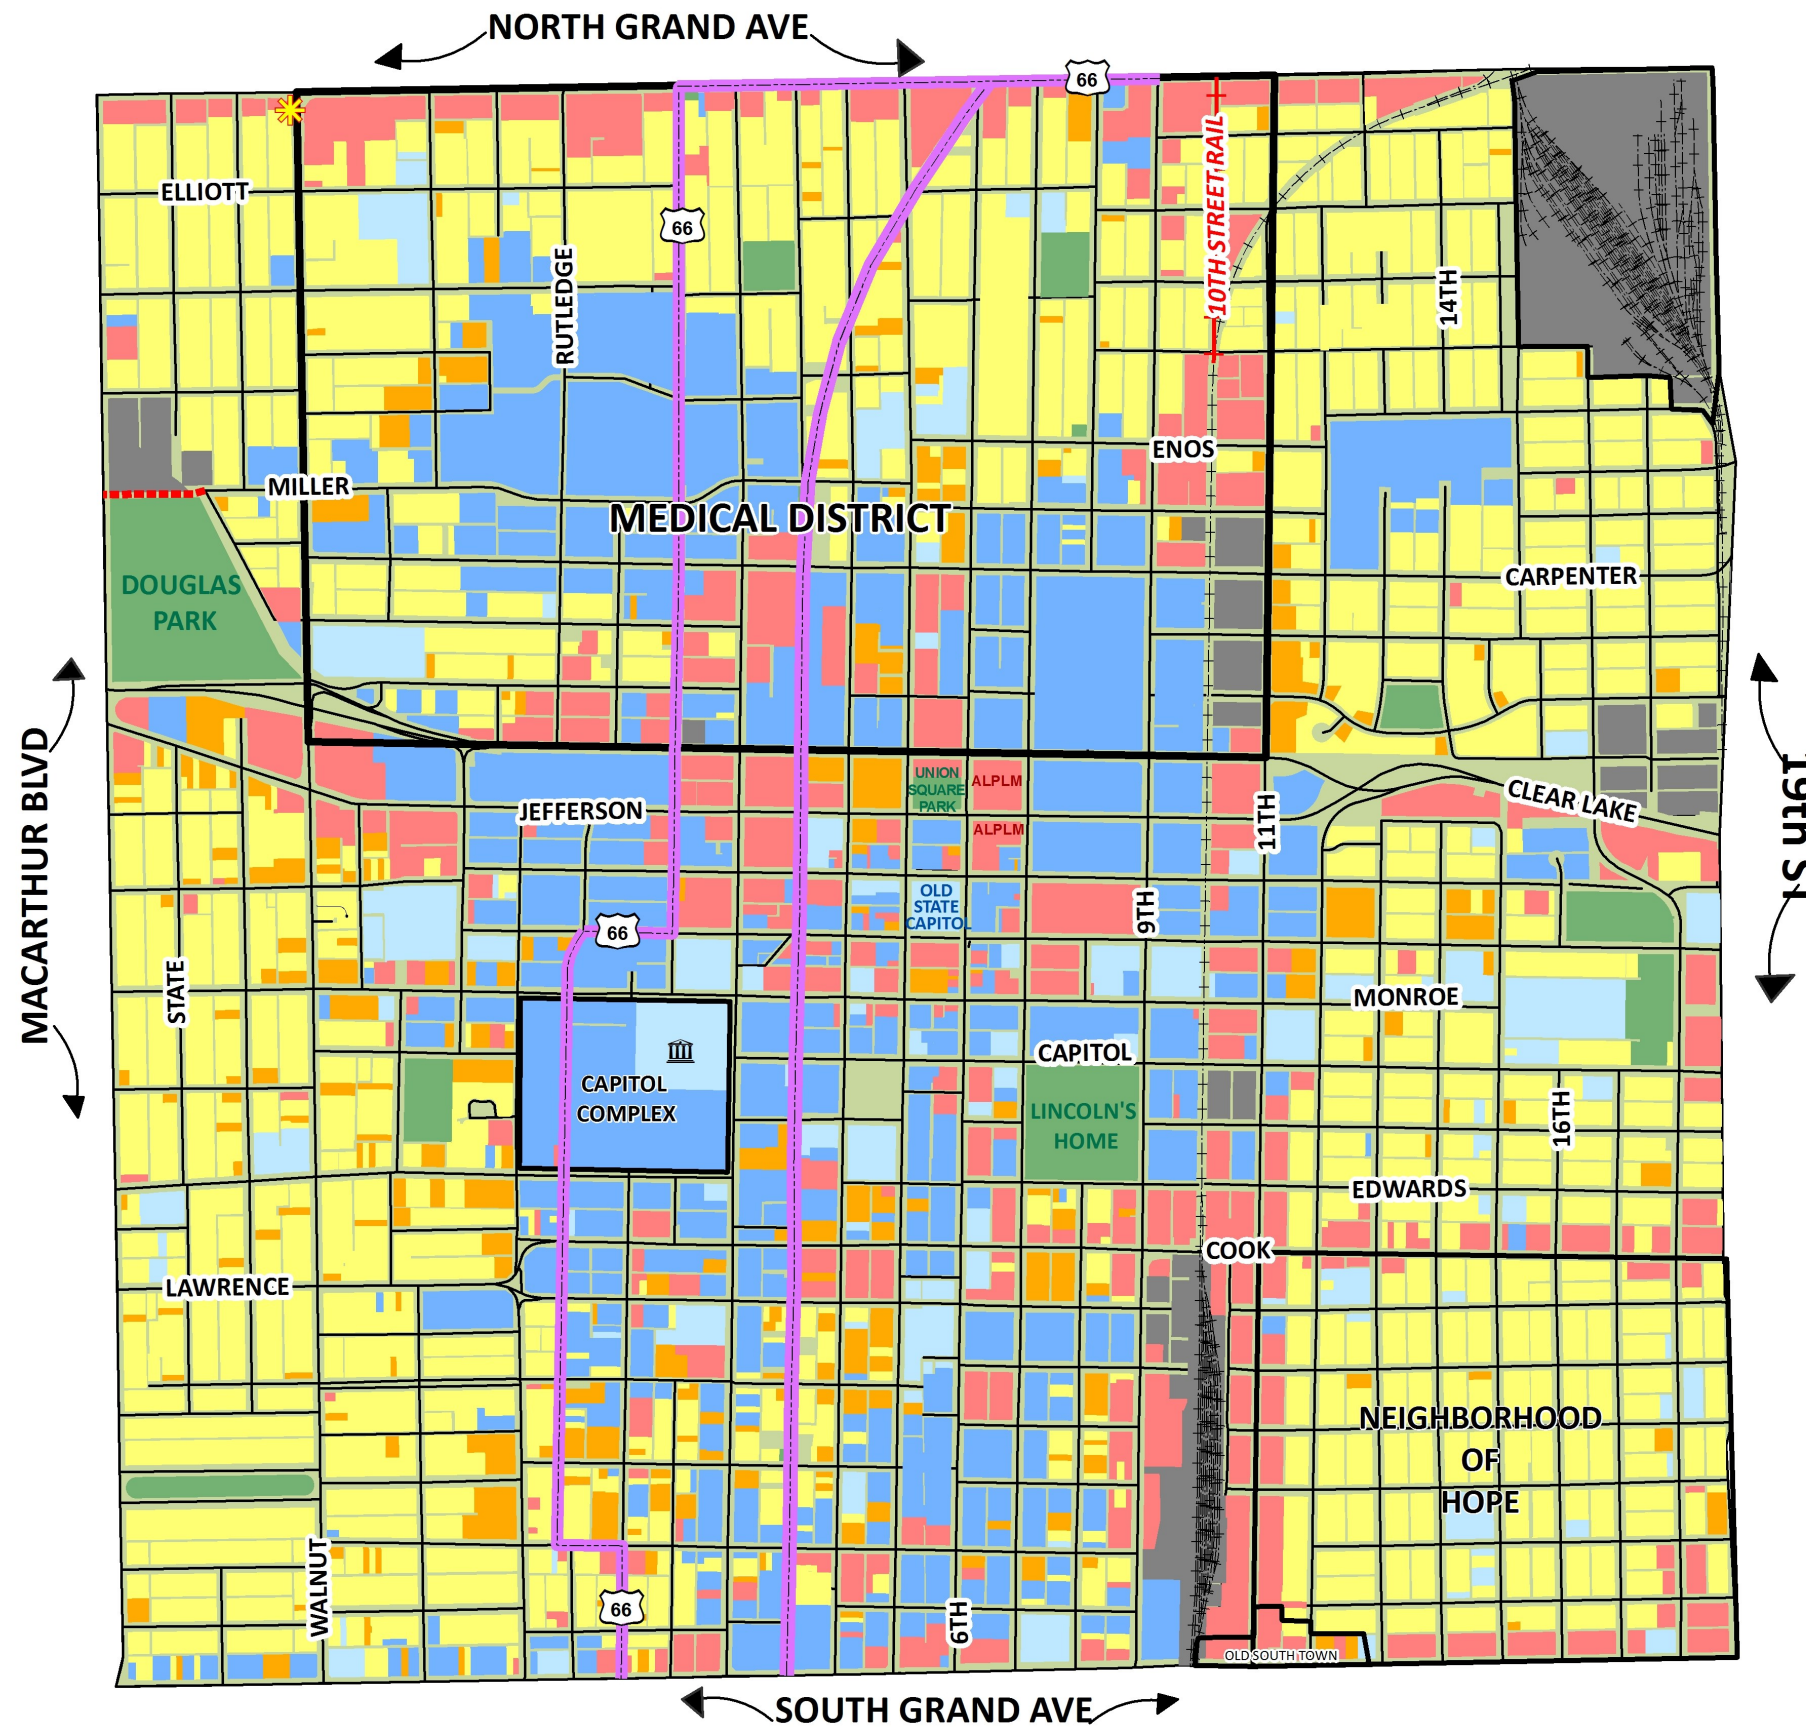 NORTH GRAND AVE
66
ELLIOTT
10TH STREET RAIL
66
RUTLEDGE
14TH
ENOS
MILLER
MEDICAL DISTRICT
CARPENTER
DOUGLAS
PARK
MACARTHUR BLVD
19th St
UNION
SQUARE
PARK
ALPLM
JEFFERSON
11TH
CLEAR LAKE
ALPLM
OLD
STATE
CAPITOL
9TH
66
STATE
MONROE
CAPITOL
CAPITOL
COMPLEX
LINCOLN'S
HOME
16TH
EDWARDS
COOK
LAWRENCE
NEIGHBORHOOD
OF
HOPE
WALNUT
66
6TH
OLD SOUTH TOWN
SOUTH GRAND AVE